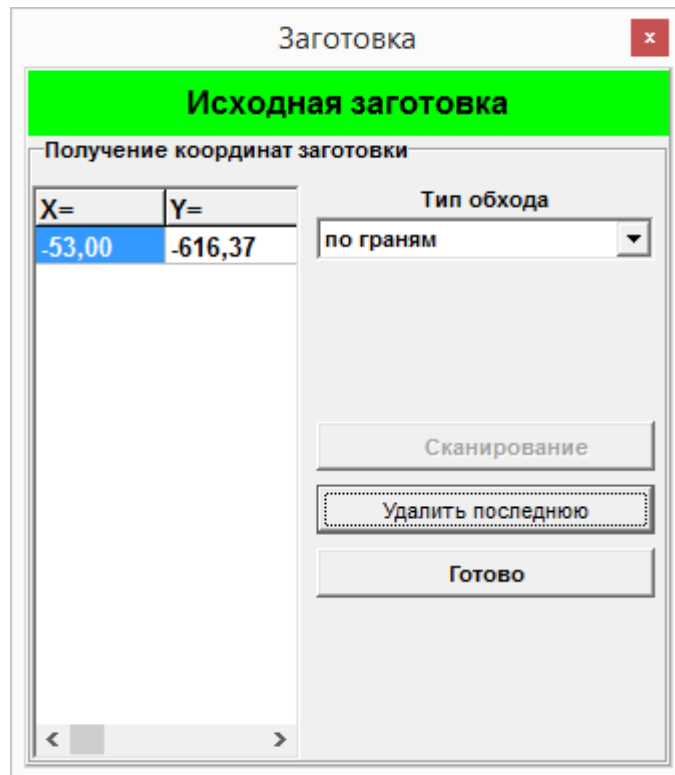 Заготовка
x
Исходная заготовка
Получение координат заготовки
X= Y=
-53,00 -616,37
Тип обхода
по граням
Сканирование
Удалить последнюю
Готово